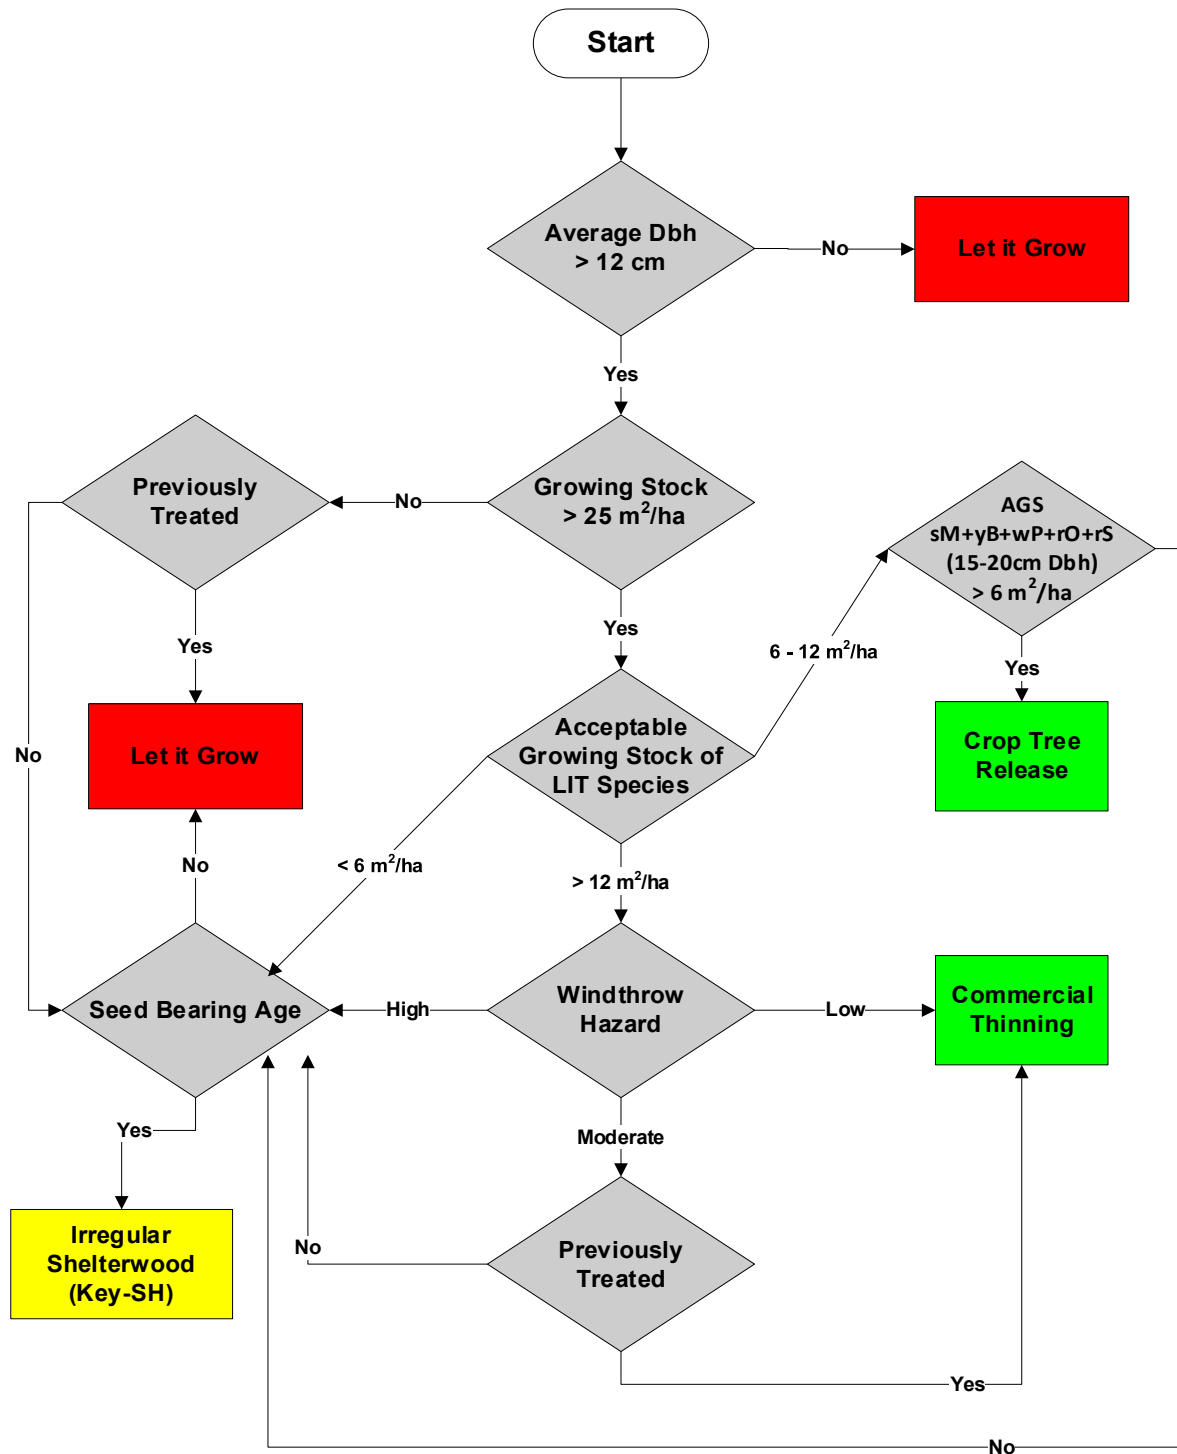 Start
Average Dbh
> 12 cm
No
Let it Grow
Yes
Previously
Treated
No
Growing Stock
> 25 m²/ha
AGS
sM+yB+wP+rO+rS
(15-20cm Dbh)
> 6 m²/ha
Yes
Yes
6 - 12 m²/ha
Yes
No
Let it Grow
Acceptable
Growing Stock of
LIT Species
Crop Tree
Release
No
< 6 m²/ha
> 12 m²/ha
Seed Bearing Age
High
Windthrow
Hazard
Low
Commercial
Thinning
Yes
Moderate
Irregular
Shelterwood
(Key-SH)
No
Previously
Treated
Yes
No